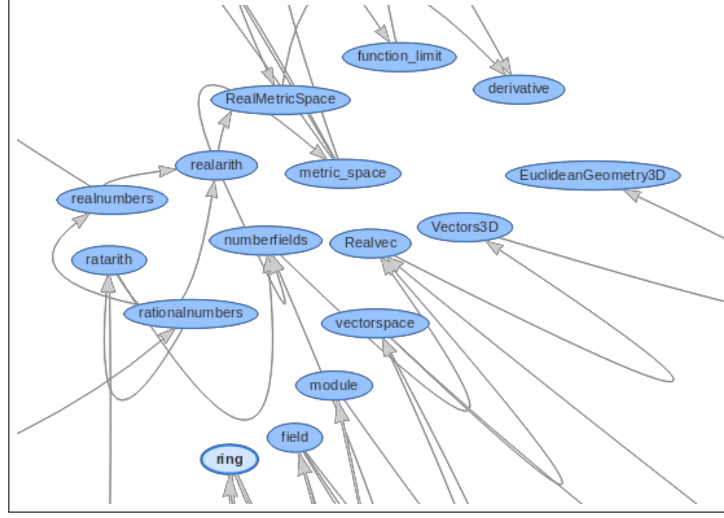 function_limit
derivative
RealMetricSpace
realarith
metric_space
EuclideanGeometry3D
realnumbers
Vectors3D
numberfields
Realvec
ratarith
rationalnumbers
vectorspace
module
field
ring